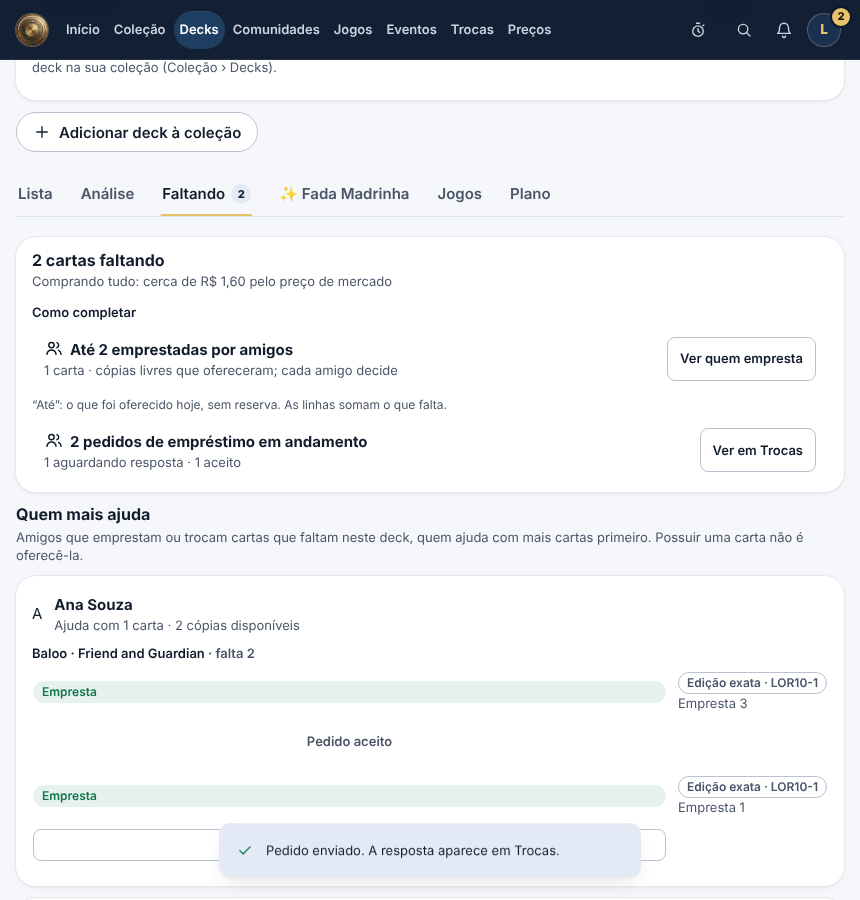 Início Coleção Decks Comunidades Jogos Eventos Trocas Preços L 2
deck na sua coleção (Coleção › Decks).
Adicionar deck à coleção
Lista Análise Faltando 2 ✨ Fada Madrinha Jogos Plano
2 cartas faltando
Comprando tudo: cerca de R$ 1,60 pelo preço de mercado
Como completar
Até 2 emprestadas por amigos
1 carta · cópias livres que ofereceram; cada amigo decide
Ver quem empresta
“Até”: o que foi oferecido hoje, sem reserva. As linhas somam o que falta.
2 pedidos de empréstimo em andamento
1 aguardando resposta · 1 aceito
Ver em Trocas
Quem mais ajuda
Amigos que emprestam ou trocam cartas que faltam neste deck, quem ajuda com mais cartas primeiro. Possuir uma carta não é
oferecê-la.
A
Ana Souza
Ajuda com 1 carta · 2 cópias disponíveis
Baloo · Friend and Guardian · falta 2
Empresta
Edição exata · LOR10-1
Empresta 3
Pedido aceito
Empresta
Edição exata · LOR10-1
Empresta 1
Pedido enviado. A resposta aparece em Trocas.